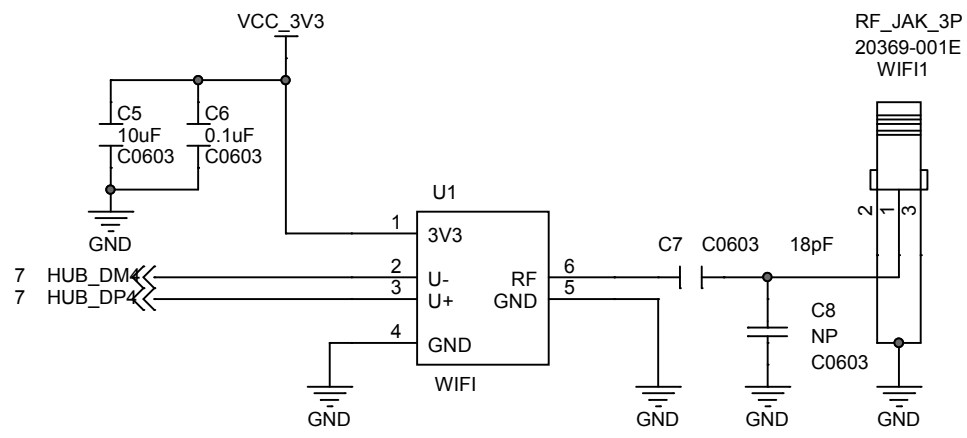 VCC_3V3
RF_JAK_3P
20369-001E
WIFI1
C5
10uF
C0603
C6
0.1uF
C0603
GND
U1
1
3V3
7 HUB_DM4
2
U-
7 HUB_DP4
3
U+
4
GND
RF
6
GND
5
WIFI
C7 C0603 18pF
2
1
3
C8
NP
C0603
GND
GND
GND
GND